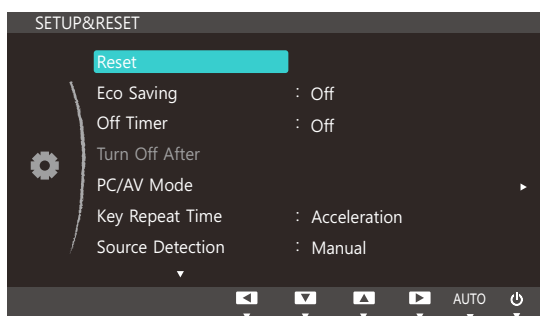 SETUP&RESET
Reset
Eco Saving : Off
Off Timer : Off
Turn Off After
PC/AV Mode
Key Repeat Time : Acceleration
Source Detection : Manual
AUTO